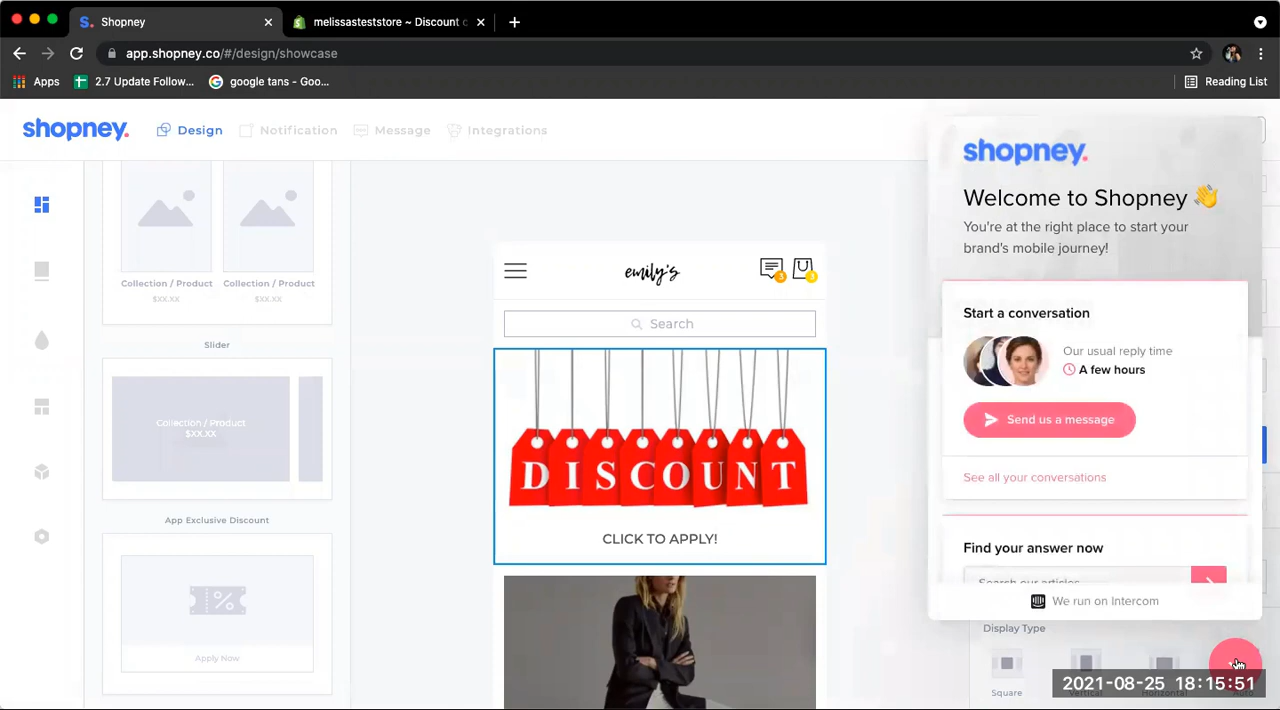 Shopney
melissasteststore ~ Discount c
app.shopney.co/#/design/showcase
Apps
2.7 Update Follow...
google tans - Goo...
Reading List
shopney.
Design
Notification
Message
Integrations
Collection / Product
$XX.XX
Collection / Product
$XX.XX
Slider
Collection / Product
$XX.XX
App Exclusive Discount
Apply Now
emily's
3
3
Search
DISCOUNT
CLICK TO APPLY!
shopney.
Welcome to Shopney 👋
You're at the right place to start your
brand's mobile journey!
Start a conversation
Our usual reply time
A few hours
Send us a message
See all your conversations
Find your answer now
Search our articles
We run on Intercom
Display Type
Square
Vertical
Horizontal
2021-08-25 18:15:51